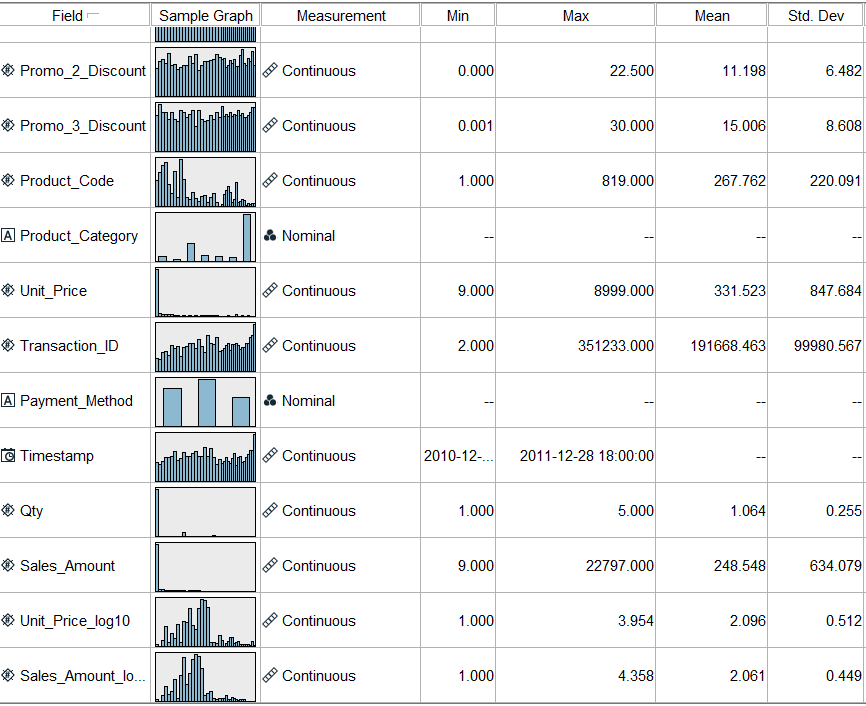 Field Sample Graph Measurement Min Max Mean Std. Dev
Promo_2_Discount Continuous 0.000 22.500 11.198 6.482
Promo_3_Discount Continuous 0.001 30.000 15.006 8.608
Product_Code Continuous 1.000 819.000 267.762 220.091
A Product_Category Nominal -- -- -- --
Unit_Price Continuous 9.000 8999.000 331.523 847.684
Transaction_ID Continuous 2.000 351233.000 191668.463 99980.567
A Payment_Method Nominal -- -- -- --
Timestamp Continuous 2010-12-... 2011-12-28 18:00:00 -- --
Qty Continuous 1.000 5.000 1.064 0.255
Sales_Amount Continuous 9.000 22797.000 248.548 634.079
Unit_Price_log10 Continuous 1.000 3.954 2.096 0.512
Sales_Amount_lo... Continuous 1.000 4.358 2.061 0.449